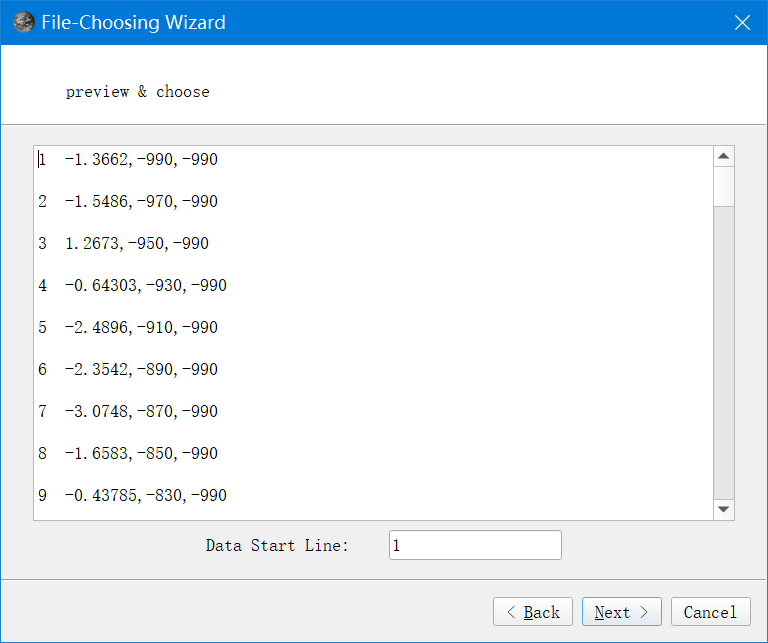 File-Choosing Wizard
preview & choose
1 -1.3662,-990,-990
2 -1.5486,-970,-990
3 1.2673,-950,-990
4 -0.64303,-930,-990
5 -2.4896,-910,-990
6 -2.3542,-890,-990
7 -3.0748,-870,-990
8 -1.6583,-850,-990
9 -0.43785,-830,-990
Data Start Line: 1
< Back Next > Cancel